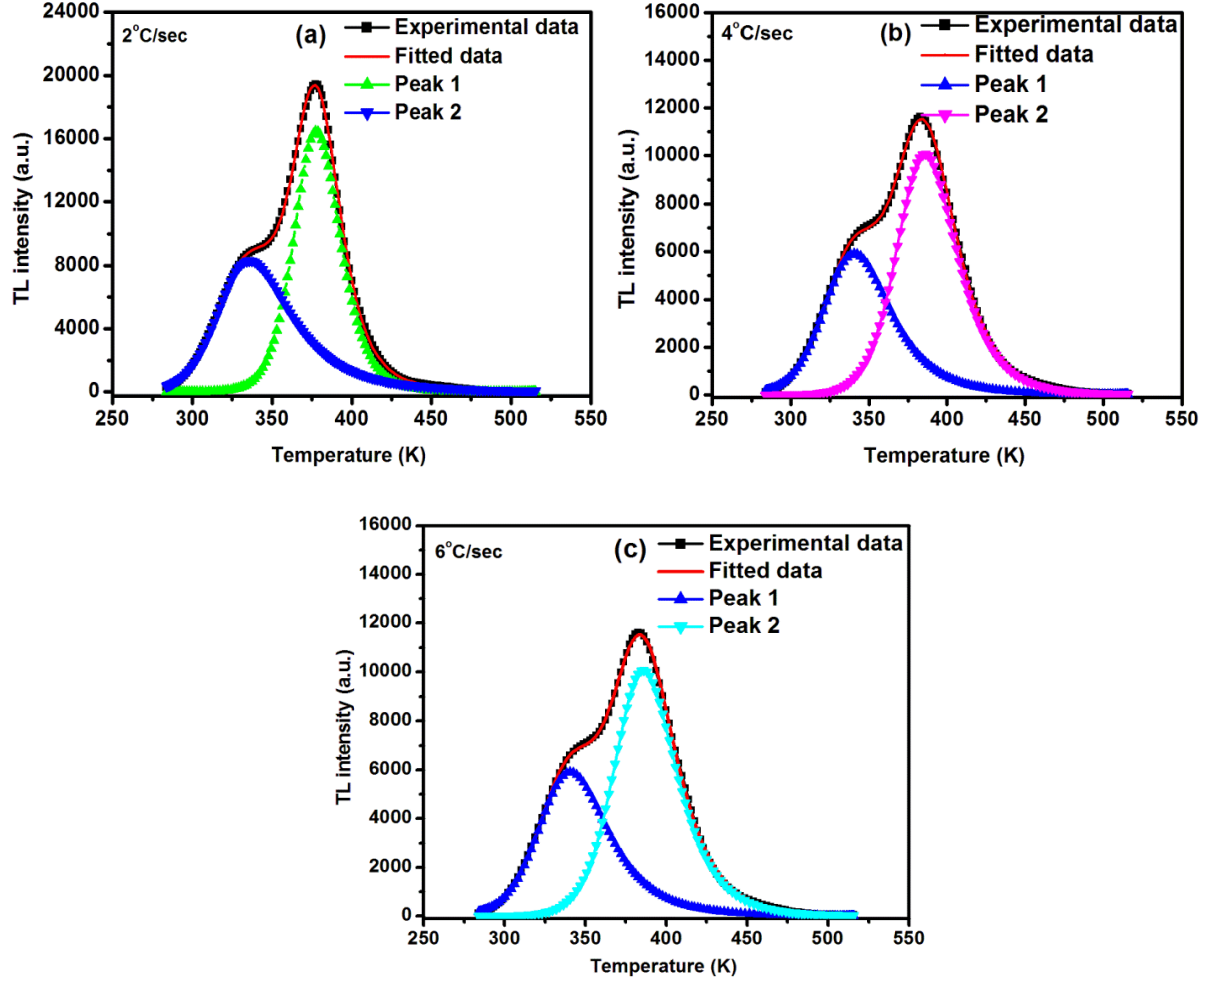 2°C/sec
(a)
Experimental data
Fitted data
Peak 1
Peak 2
24000
20000
16000
12000
8000
4000
0
TL intensity (a.u.)
250 300 350 400 450 500 550
Temperature (K)
4°C/sec
(b)
Experimental data
Fitted data
Peak 1
Peak 2
16000
14000
12000
10000
8000
6000
4000
2000
0
TL intensity (a.u.)
250 300 350 400 450 500 550
Temperature (K)
6°C/sec
(c)
Experimental data
Fitted data
Peak 1
Peak 2
16000
14000
12000
10000
8000
6000
4000
2000
0
TL intensity (a.u.)
250 300 350 400 450 500 550
Temperature (K)